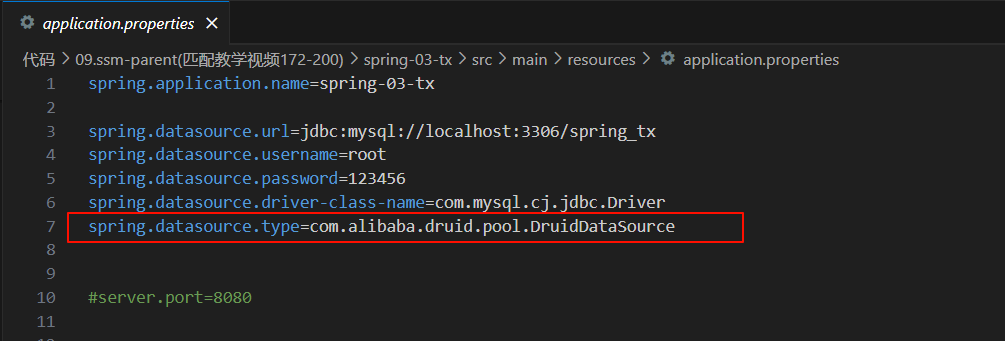 application.properties
代码 > 09.ssm-parent(匹配教学视频172-200) > spring-03-tx > src > main > resources > application.properties
1 spring.application.name=spring-03-tx
2
3 spring.datasource.url=jdbc:mysql://localhost:3306/spring_tx
4 spring.datasource.username=root
5 spring.datasource.password=123456
6 spring.datasource.driver-class-name=com.mysql.cj.jdbc.Driver
7 spring.datasource.type=com.alibaba.druid.pool.DruidDataSource
8
9
10 #server.port=8080
11